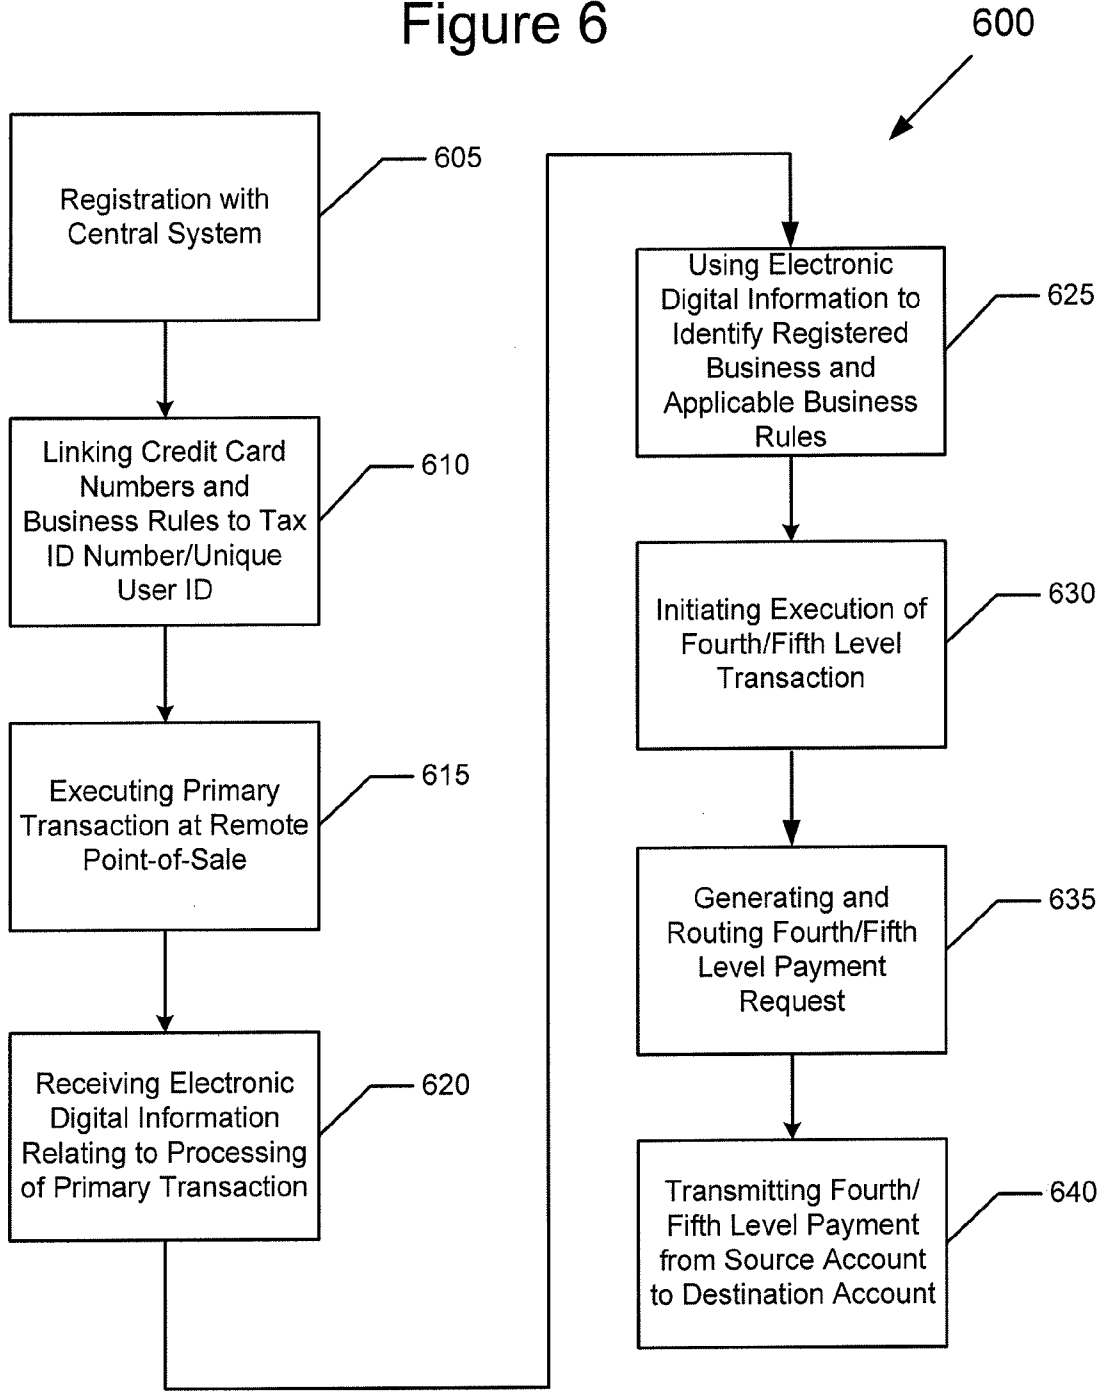 Figure 6
600
Registration with
Central System
605
Linking Credit Card
Numbers and
Business Rules to Tax
ID Number/Unique
User ID
610
Executing Primary
Transaction at Remote
Point-of-Sale
615
Receiving Electronic
Digital Information
Relating to Processing
of Primary Transaction
620
Using Electronic
Digital Information to
Identify Registered
Business and
Applicable Business
Rules
625
Initiating Execution of
Fourth/Fifth Level
Transaction
630
Generating and
Routing Fourth/Fifth
Level Payment
Request
635
Transmitting Fourth/
Fifth Level Payment
from Source Account
to Destination Account
640